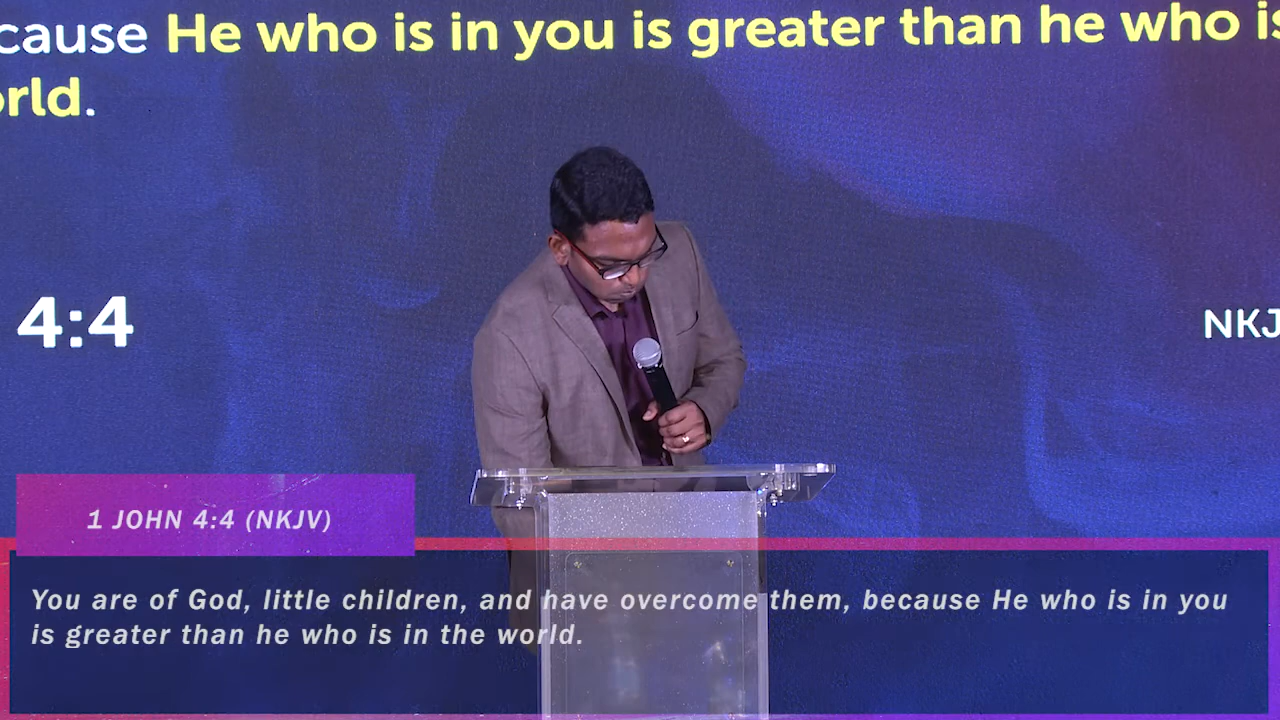 cause He who is in you is greater than he who is
orld.
4:4
NKJ
1 JOHN 4:4 (NKJV)
You are of God, little children, and have overcome them, because He who is in you
is greater than he who is in the world.